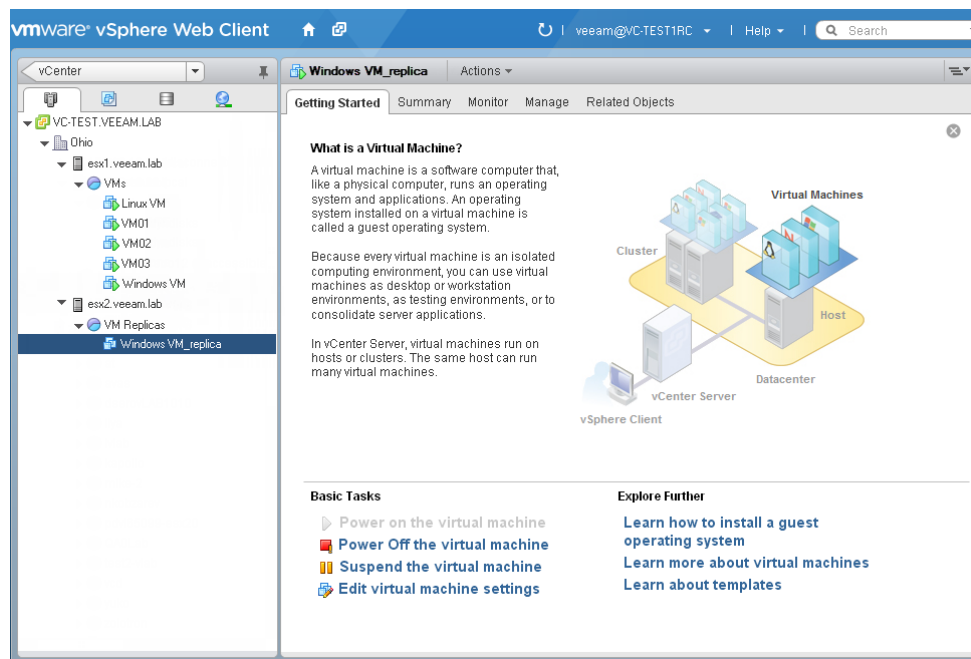 vmware® vSphere Web Client
veeam@VC-TEST1RC
Help
Search
vCenter
VC-TEST.VEEAM.LAB
Ohio
esx1.veeam.lab
VMs
Linux VM
VM01
VM02
VM03
Windows VM
esx2.veeam.lab
VM Replicas
Windows VM_replica
Windows VM_replica
Actions
Getting Started
Summary
Monitor
Manage
Related Objects
What is a Virtual Machine?
A virtual machine is a software computer that,
like a physical computer, runs an operating
system and applications. An operating
system installed on a virtual machine is
called a guest operating system.
Because every virtual machine is an isolated
computing environment, you can use virtual
machines as desktop or workstation
environments, as testing environments, or to
consolidate server applications.
In vCenter Server, virtual machines run on
hosts or clusters. The same host can run
many virtual machines.
Virtual Machines
Cluster
Host
Datacenter
vCenter Server
vSphere Client
Basic Tasks
Power on the virtual machine
Power Off the virtual machine
Suspend the virtual machine
Edit virtual machine settings
Explore Further
Learn how to install a guest
operating system
Learn more about virtual machines
Learn about templates